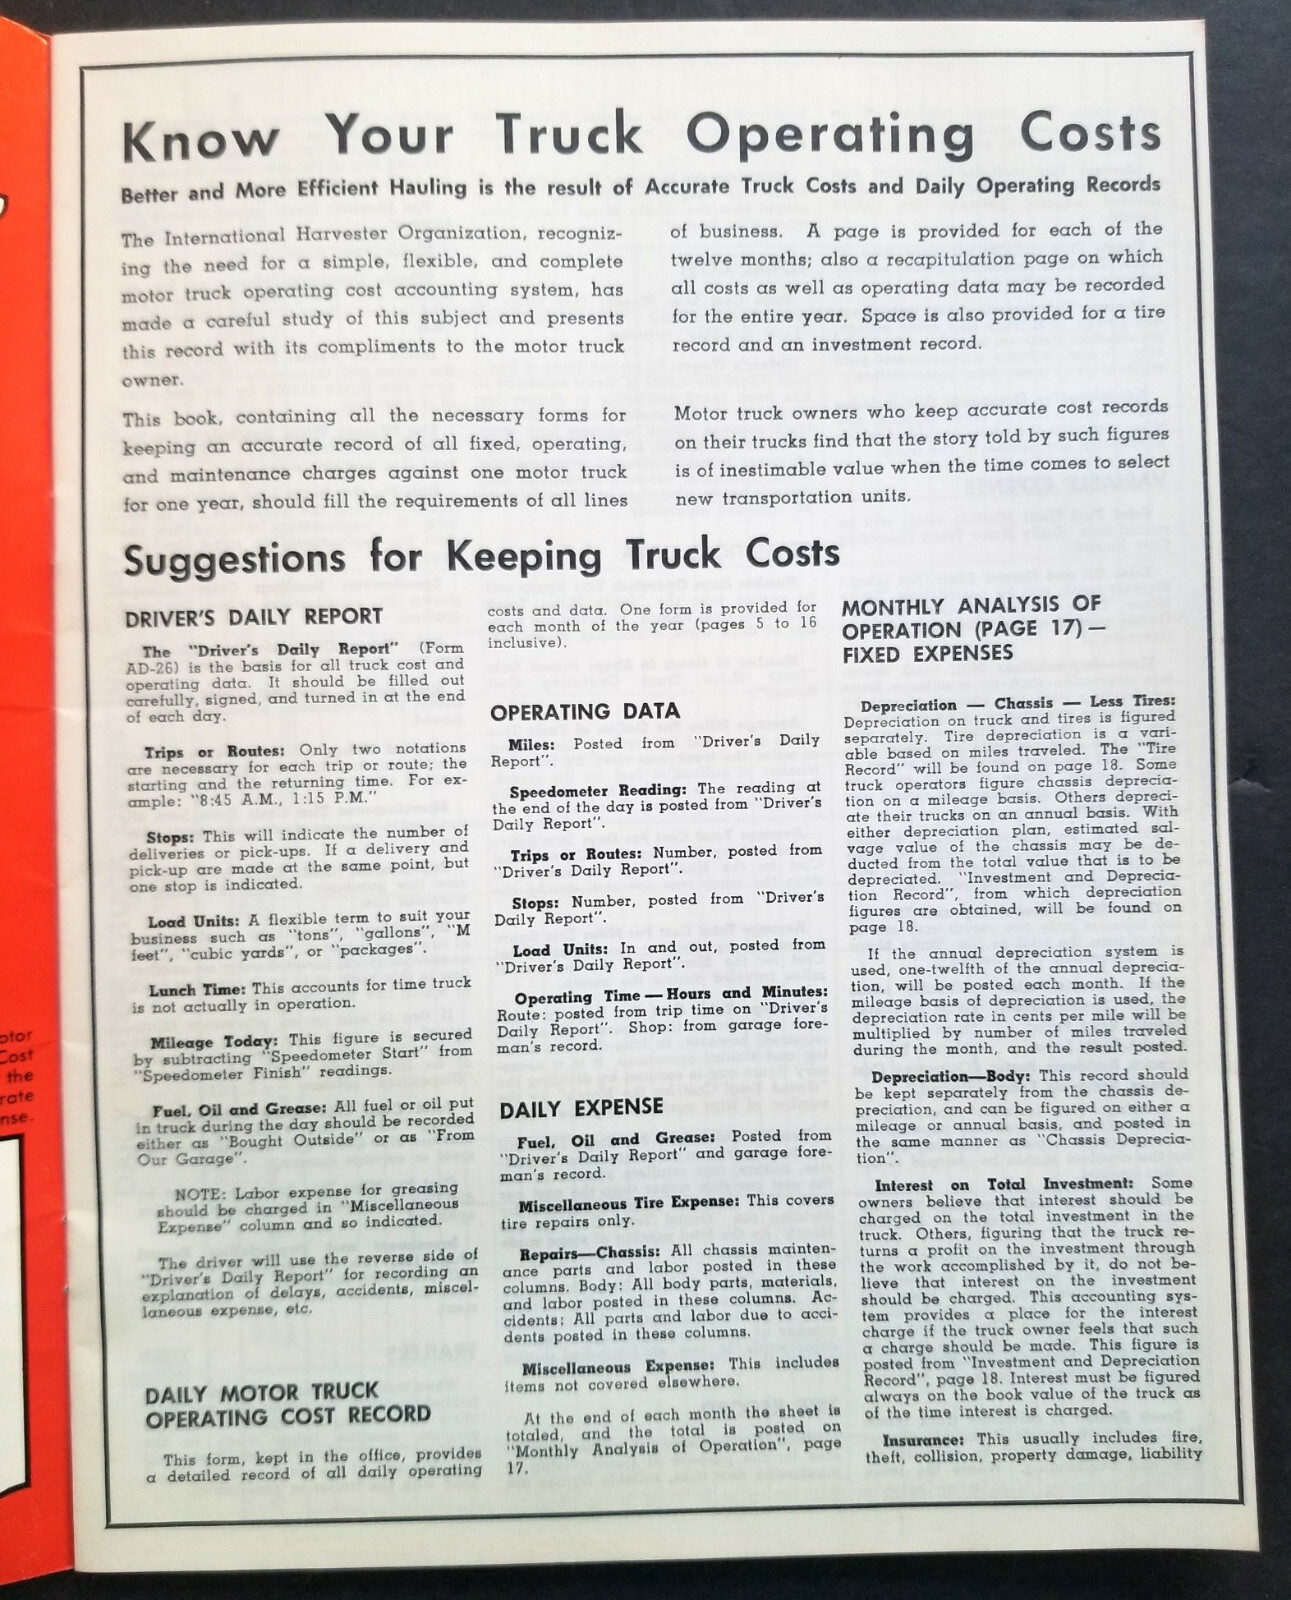 Know Your Truck Operating Costs
Better and More Efficient Hauling is the result of Accurate Truck Costs and Daily Operating Records
The International Harvester Organization, recogniz-
ing the need for a simple, flexible, and complete
motor truck operating cost accounting system, has
made a careful study of this subject and presents
this record with its compliments to the motor truck
owner.
This book, containing all the necessary forms for
keeping an accurate record of all fixed, operating,
and maintenance charges against one motor truck
for one year, should fill the requirements of all lines
of business. A page is provided for each of the
twelve months; also a recapitulation page on which
all costs as well as operating data may be recorded
for the entire year. Space is also provided for a tire
record and an investment record.
Motor truck owners who keep accurate cost records
on their trucks find that the story told by such figures
is of inestimable value when the time comes to select
new transportation units.
Suggestions for Keeping Truck Costs
DRIVER'S DAILY REPORT
The "Driver's Daily Report" (Form
AD-26) is the basis for all truck cost and
operating data. It should be filled out
carefully, signed, and turned in at the end
of each day.
Trips or Routes: Only two notations
are necessary for each trip or route; the
starting and the returning time. For ex-
ample: "8:45 A.M., 1:15 P.M."
Stops: This will indicate the number of
deliveries or pick-ups. If a delivery and
pick-up are made at the same point, but
one stop is indicated.
Load Units: A flexible term to suit your
business such as "tons", "gallons", "M
feet", "cubic yards", or "packages".
Lunch Time: This accounts for time truck
is not actually in operation.
Mileage Today: This figure is secured
by subtracting "Speedometer Start" from
"Speedometer Finish" readings.
Fuel, Oil and Grease: All fuel or oil put
in truck during the day should be recorded
either as "Bought Outside" or as "From
Our Garage".
NOTE: Labor expense for greasing
should be charged in "Miscellaneous
Expense" column and so indicated.
The driver will use the reverse side of
"Driver's Daily Report" for recording an
explanation of delays, accidents, miscel-
laneous expense, etc.
DAILY MOTOR TRUCK
OPERATING COST RECORD
This form, kept in the office, provides
a detailed record of all daily operating
costs and data. One form is provided for
each month of the year (pages 5 to 16
inclusive).
OPERATING DATA
Miles: Posted from "Driver's Daily
Report".
Speedometer Reading: The reading at
the end of the day is posted from "Driver's
Daily Report".
Trips or Routes: Number, posted from
"Driver's Daily Report".
Stops: Number, posted from "Driver's
Daily Report".
Load Units: In and out, posted from
"Driver's Daily Report".
Operating Time—Hours and Minutes:
Route: posted from trip time on "Driver's
Daily Report". Shop: from garage fore-
man's record.
DAILY EXPENSE
Fuel, Oil and Grease: Posted from
"Driver's Daily Report" and garage fore-
man's record.
Miscellaneous Tire Expense: This covers
tire repairs only.
Repairs—Chassis: All chassis mainten-
ance parts and labor posted in these
columns. Body: All body parts, materials,
and labor posted in these columns. Ac-
cidents: All parts and labor due to acci-
dents posted in these columns.
Miscellaneous Expense: This includes
items not covered elsewhere.
At the end of each month the sheet is
totaled, and the total is posted on
"Monthly Analysis of Operation", page
17.
MONTHLY ANALYSIS OF
OPERATION (PAGE 17) —
FIXED EXPENSES
Depreciation — Chassis — Less Tires:
Depreciation on truck and tires is figured
separately. Tire depreciation is a vari-
able based on miles traveled. The "Tire
Record" will be found on page 18. Some
truck operators figure chassis deprecia-
tion on a mileage basis. Others depreci-
ate their trucks on an annual basis. With
either depreciation plan, estimated sal-
vage value of the chassis may be de-
ducted from the total value that is to be
depreciated. "Investment and Deprecia-
tion Record", from which depreciation
figures are obtained, will be found on
page 18.
If the annual depreciation system is
used, one-twelfth of the annual deprecia-
tion, will be posted each month. If the
mileage basis of depreciation is used, the
depreciation rate in cents per mile will be
multiplied by number of miles traveled
during the month, and the result posted.
Depreciation—Body: This record should
be kept separately from the chassis de-
preciation, and can be figured on either a
mileage or annual basis, and posted in
the same manner as "Chassis Deprecia-
tion".
Interest on Total Investment: Some
owners believe that interest should be
charged on the total investment in the
truck. Others, figuring that the truck re-
turns a profit on the investment through
the work accomplished by it, do not be-
lieve that interest on the investment
should be charged. This accounting sys-
tem provides a place for the interest
charge if the truck owner feels that such
a charge should be made. This figure is
posted from "Investment and Depreciation
Record", page 18. Interest must be figured
always on the book value of the truck as
of the time interest is charged.
Insurance: This usually includes fire,
theft, collision, property damage, liability
otor
Cost
the
rate
nse.